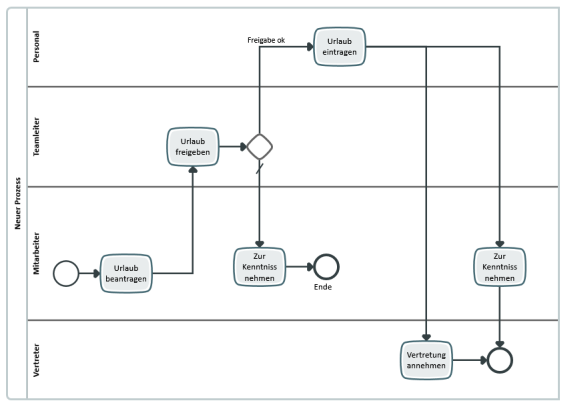 Neuer Prozess
Personal
Freigabe ok
Urlaub
eintragen
Teamleiter
Urlaub
freigeben
Mitarbeiter
Urlaub
beantragen
Zur
Kenntniss
nehmen
Ende
Zur
Kenntniss
nehmen
Vertreter
Vertretung
annehmen